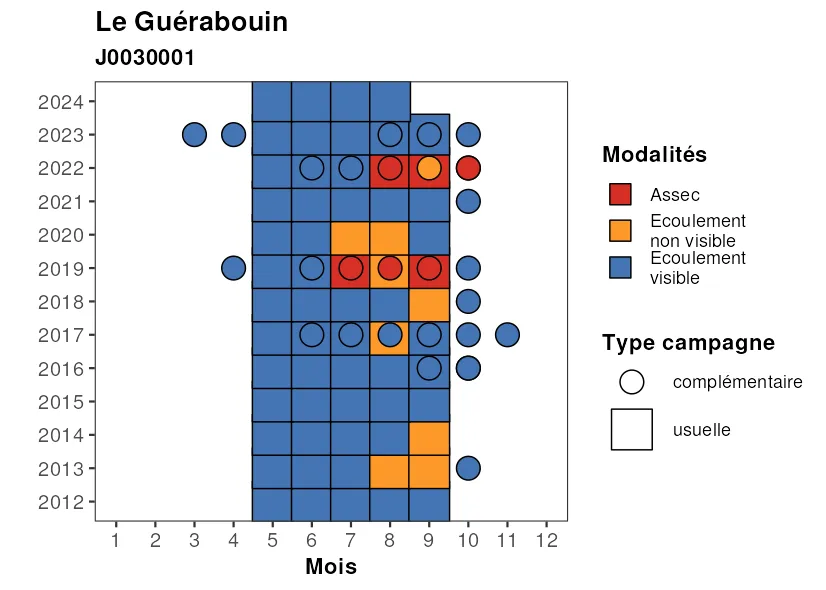 Le Guérabouin
J0030001
2024
2023
2022
2021
2020
2019
2018
2017
2016
2015
2014
2013
2012
1 2 3 4 5 6 7 8 9 10 11 12
Mois
Modalités
Assec
Ecoulement
non visible
Ecoulement
visible
Type campagne
complémentaire
usuelle